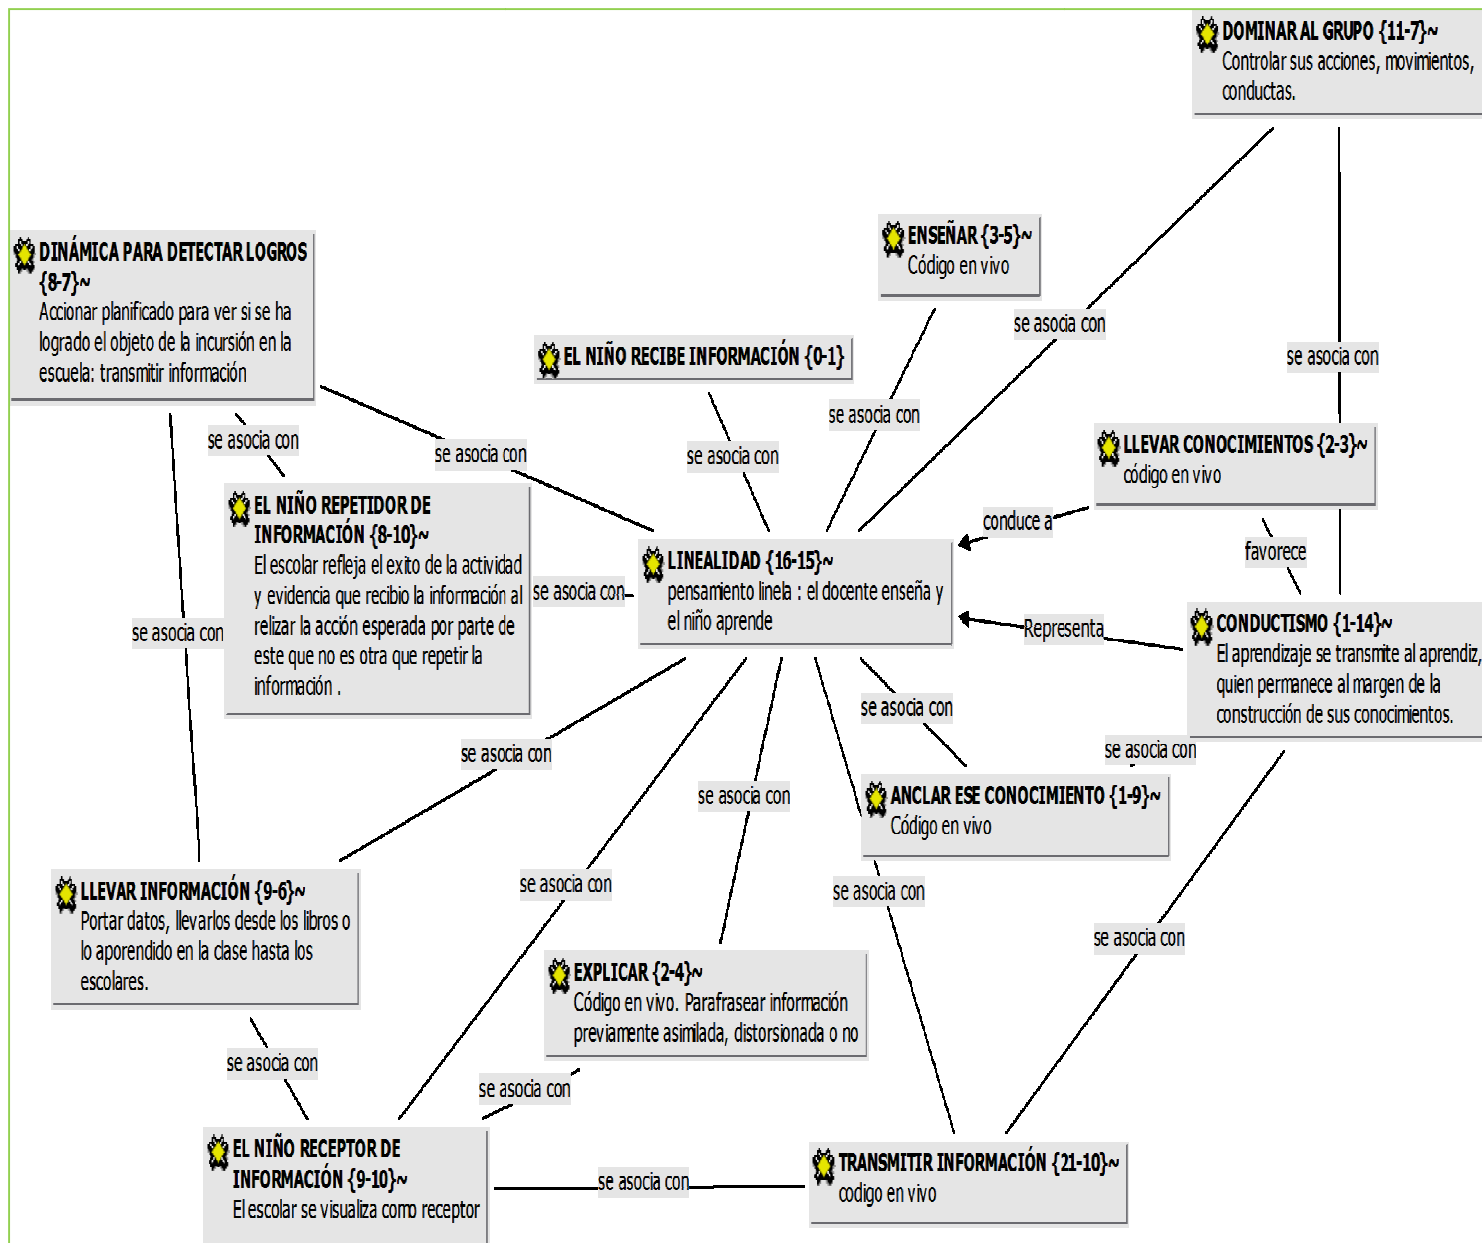 DOMINAR AL GRUPO {11-7}~
Controlar sus acciones, movimientos,
conductas.
ENSEÑAR {3-5}~
Código en vivo
DINÁMICA PARA DETECTAR LOGROS
{8-7}~
Accionar planificado para ver si se ha
logrado el objeto de la incursión en la
escuela: transmitir información
se asocia con
EL NIÑO RECIBE INFORMACIÓN {0-1}
se asocia con
se asocia con
se asocia con
se asocia con
se asocia con
LLEVAR CONOCIMIENTOS {2-3}~
código en vivo
EL NIÑO REPETIDOR DE
INFORMACIÓN {8-10}~
El escolar refleja el exito de la actividad
y evidencia que recibio la información al
relizar la acción esperada por parte de
este que no es otra que repetir la
información .
conduce a
favorece
LINEALIDAD {16-15}~
pensamiento linela : el docente enseña y
el niño aprende
se asocia con
se asocia con
Representa
CONDUCTISMO {1-14}~
El aprendizaje se transmite al aprendiz,
quien permanece al margen de la
construcción de sus conocimientos.
se asocia con
se asocia con
se asocia con
se asocia con
ANCLAR ESE CONOCIMIENTO {1-9}~
Código en vivo
LLEVAR INFORMACIÓN {9-6}~
Portar datos, llevarlos desde los libros o
lo aporendido en la clase hasta los
escolares.
se asocia con
se asocia con
se asocia con
EXPLICAR {2-4}~
Código en vivo. Parafrasear información
previamente asimilada, distorsionada o no
se asocia con
se asocia con
EL NIÑO RECEPTOR DE
INFORMACIÓN {9-10}~
El escolar se visualiza como receptor
se asocia con
TRANSMITIR INFORMACIÓN {21-10}~
codigo en vivo